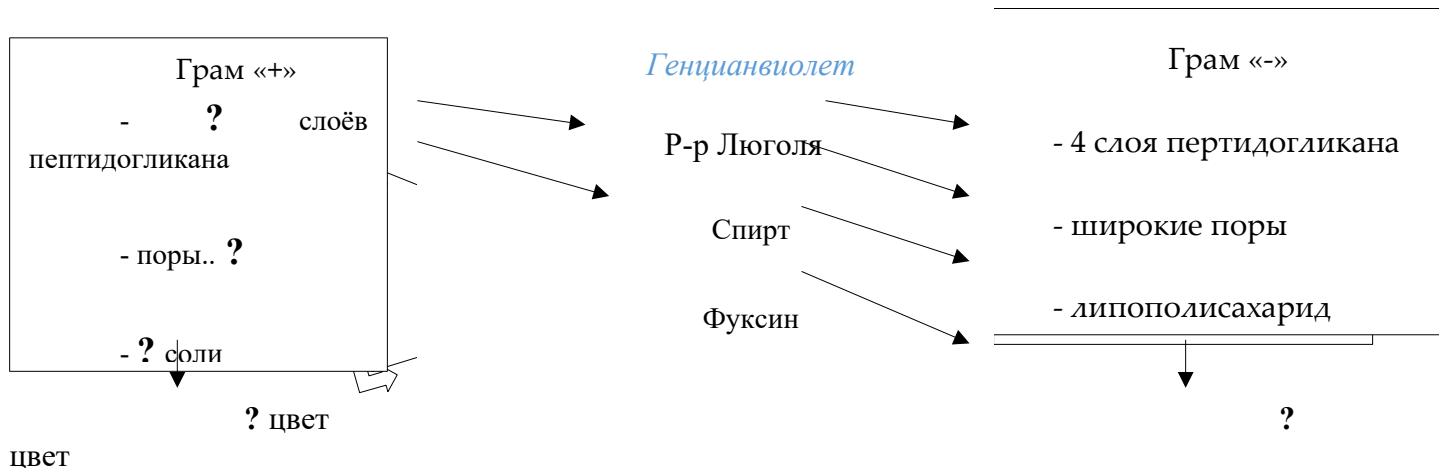 Грам «+»
- ? слоёв
пептидогликана
- поры.. ?
- ? соли
? цвет
Генцианвиолет
Р-р Люголя
Спирт
Фуксин
Грам «-»
- 4 слоя пертидогликана
- широкие поры
- липополисахарид
?
цвет